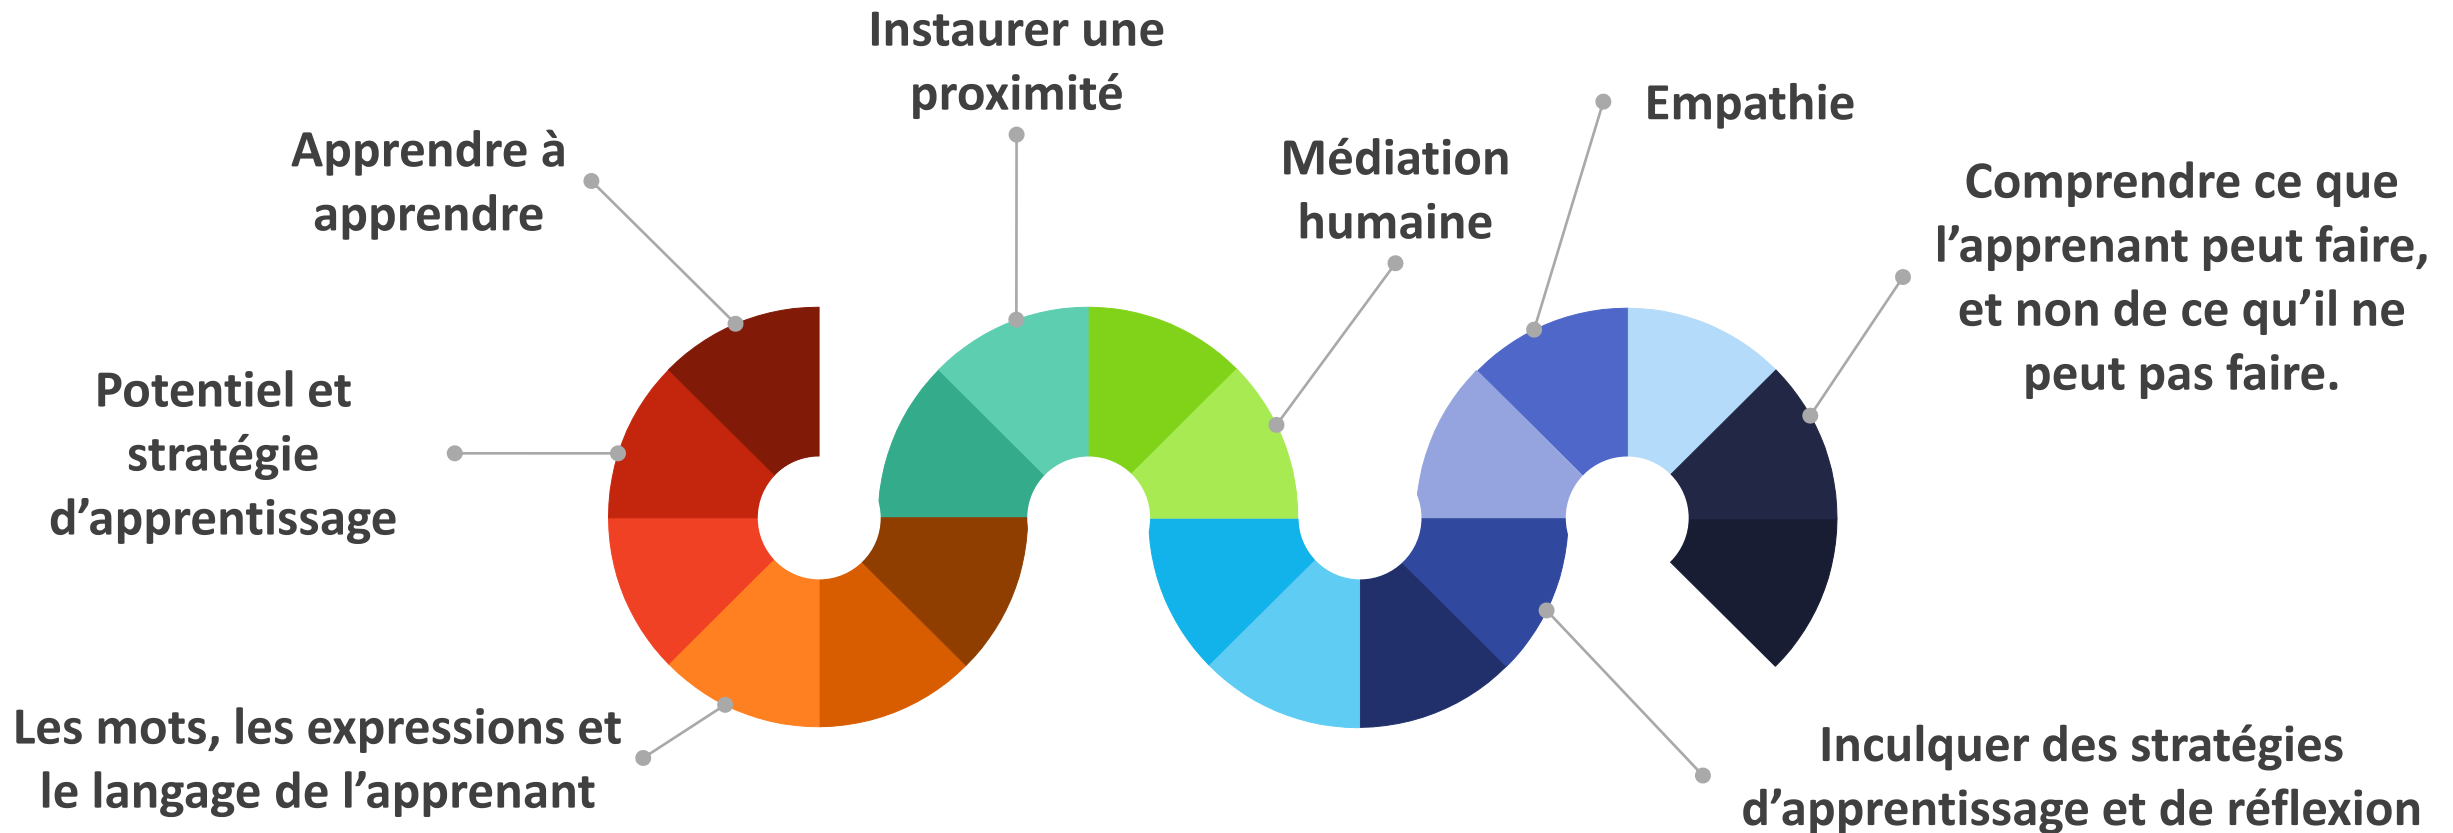 Instaurer une
proximité
Apprendre à
apprendre
Médiation
humaine
Empathie
Comprendre ce que
l’apprenant peut faire,
et non de ce qu’il ne
peut pas faire.
Potentiel et
stratégie
d’apprentissage
Les mots, les expressions et
le langage de l’apprenant
Inculquer des stratégies
d’apprentissage et de réflexion